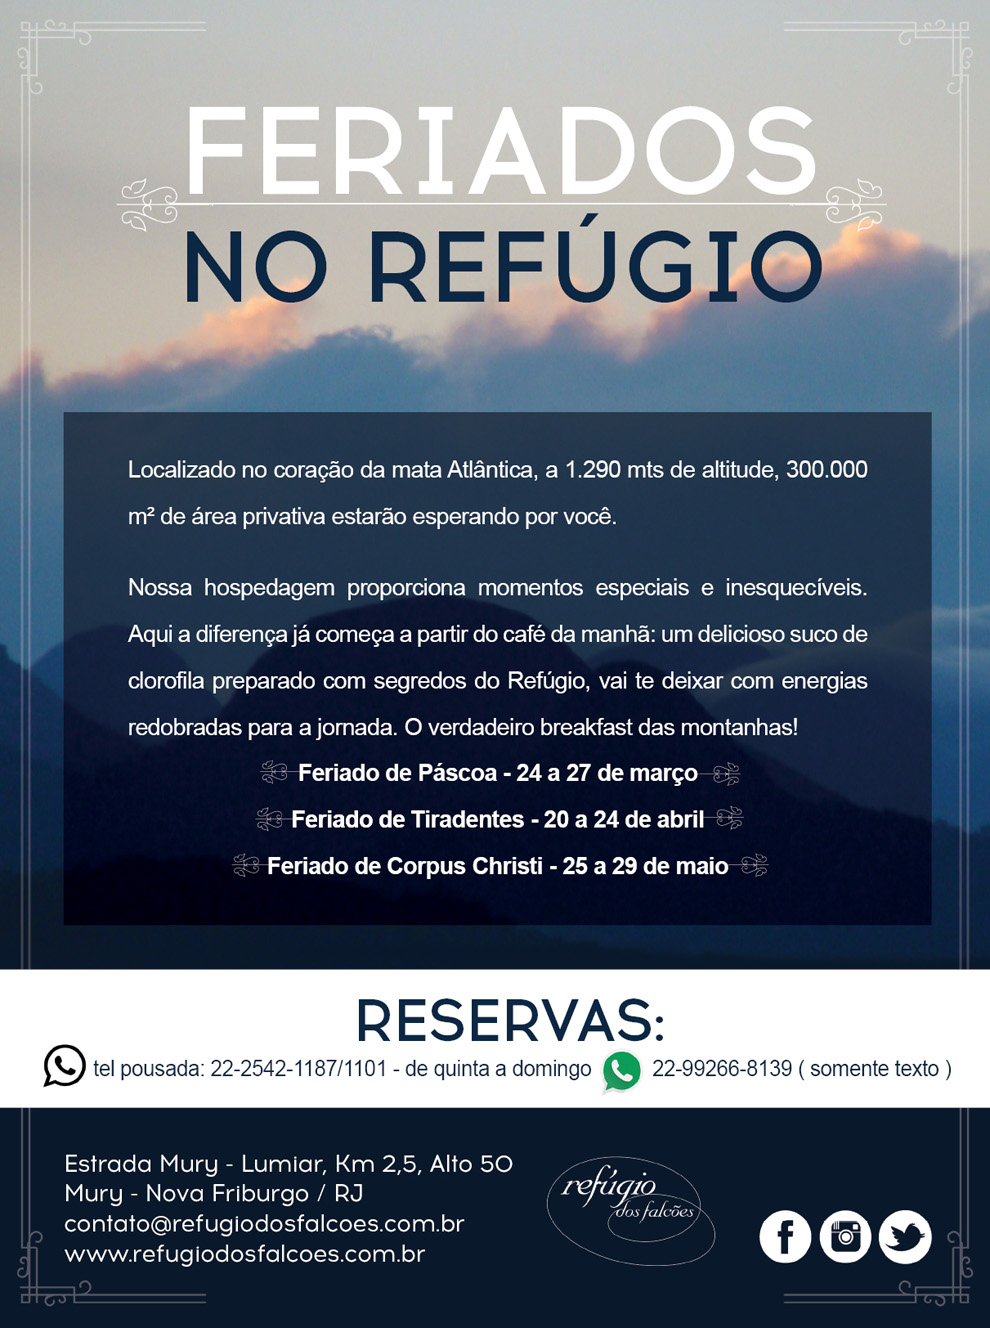 FERIADOS
NO REFÚGIO
Localizado no coração da mata Atlântica, a 1.290 mts de altitude, 300.000
m² de área privativa estarão esperando por você.
Nossa hospedagem proporciona momentos especiais e inesquecíveis.
Aqui a diferença já começa a partir do café da manhã: um delicioso suco de
clorofila preparado com segredos do Refúgio, vai te deixar com energias
redobradas para a jornada. O verdadeiro breakfast das montanhas!
Feriado de Páscoa - 24 a 27 de março
Feriado de Tiradentes - 20 a 24 de abril
Feriado de Corpus Christi - 25 a 29 de maio
RESERVAS:
tel pousada: 22-2542-1187/1101 - de quinta a domingo 22-99266-8139 ( somente texto )
Estrada Mury - Lumiar, Km 2,5, Alto 50
Mury - Nova Friburgo / RJ
contato@refugiodosfalcoes.com.br
www.refugiodosfalcoes.com.br
refúgio
dos falcões